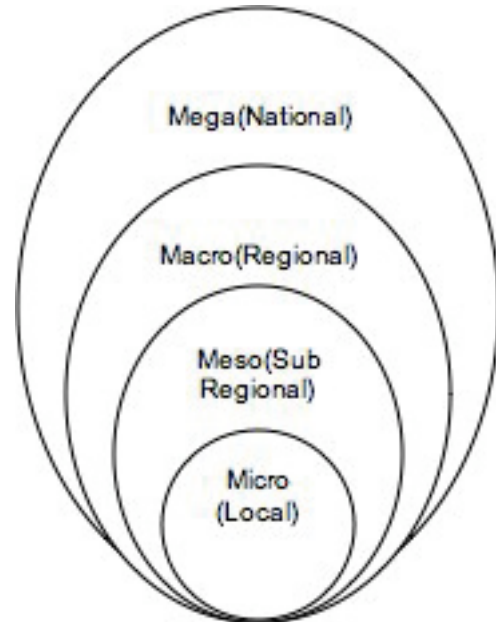 Mega(National)
Macro(Regional)
Meso(Sub
Regional)
Micro
(Local)